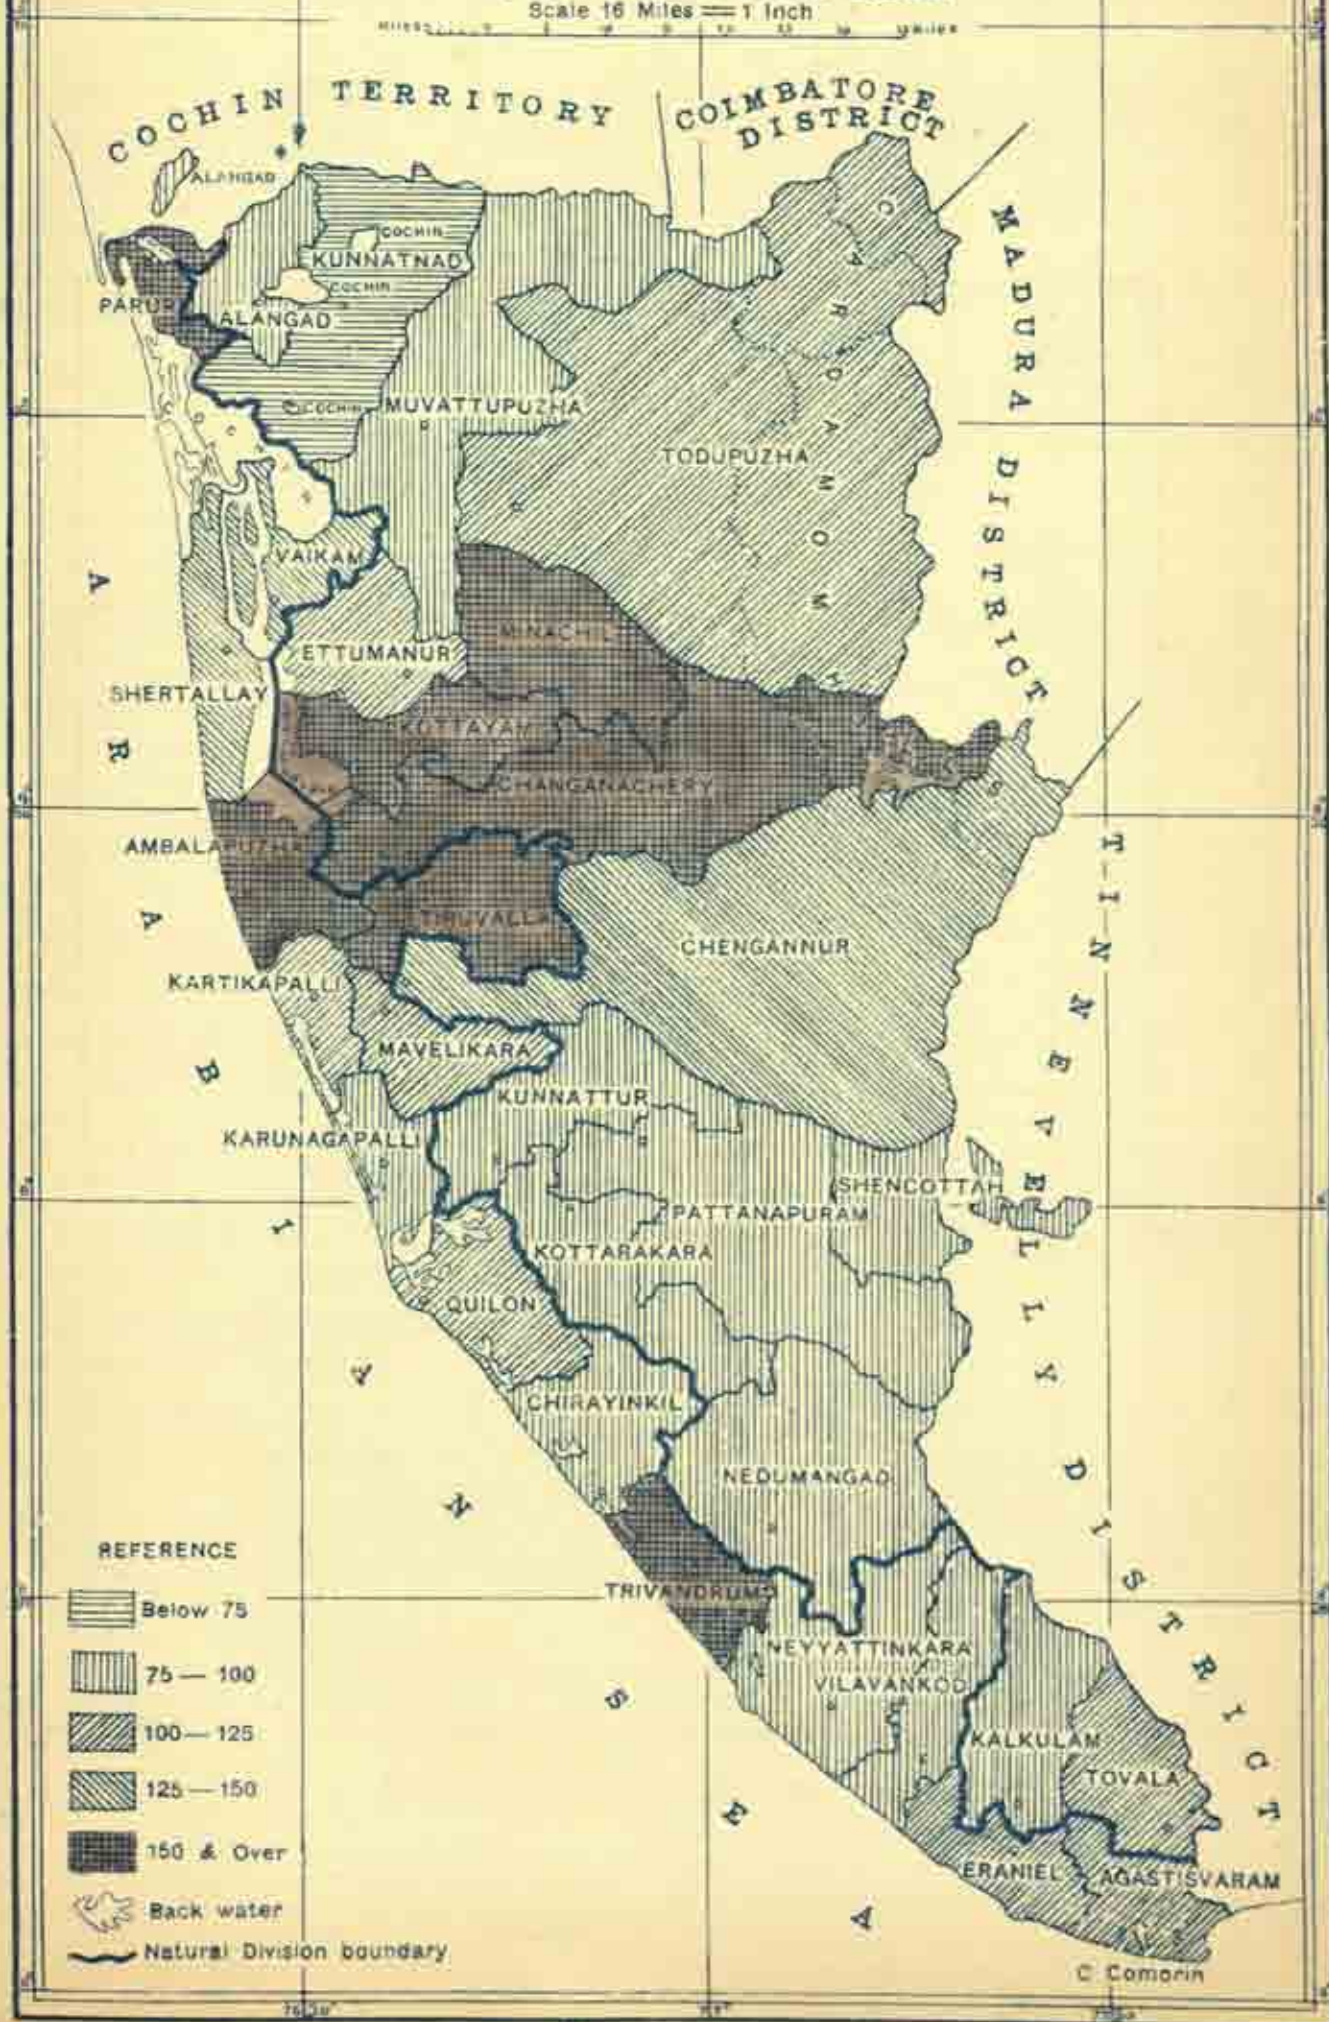 Scale 16 Miles = 1 Inch
COCHIN TERRITORY
COIMBATORE DISTRICT
MADURA DISTRICT
TINNEVELLY DISTRICT
ARABIAN SEA
ALANGAD
COCHIN
KUNNATNAD
COCHIN
PARUR
ALANGAD
COCHIN
MUVATTUPUZHA
CARDAMOM HILLS
TODUPUZHA
VAIKAM
MINACHIL
ETTUMANUR
SHERTALLAY
KOTTAYAM
CHANGANACHERY
AMBALAPUZHA
TIRUVALLA
CHENGANNUR
KARTIKAPALLI
MAVELIKARA
KUNNATTUR
KARUNAGAPALLI
SHENCOTTAH
PATTANAPURAM
KOTTARAKARA
QUILON
CHIRAYINKIL
NEDUMANGAD
TRIVANDRUM
NEYYATTINKARA
VILAVANKOD
KALKULAM
TOVALA
ERANIEL
AGASTISVARAM
C Comorin
REFERENCE
Below 75
75 — 100
100 — 125
125 — 150
150 & Over
Back water
Natural Division boundary